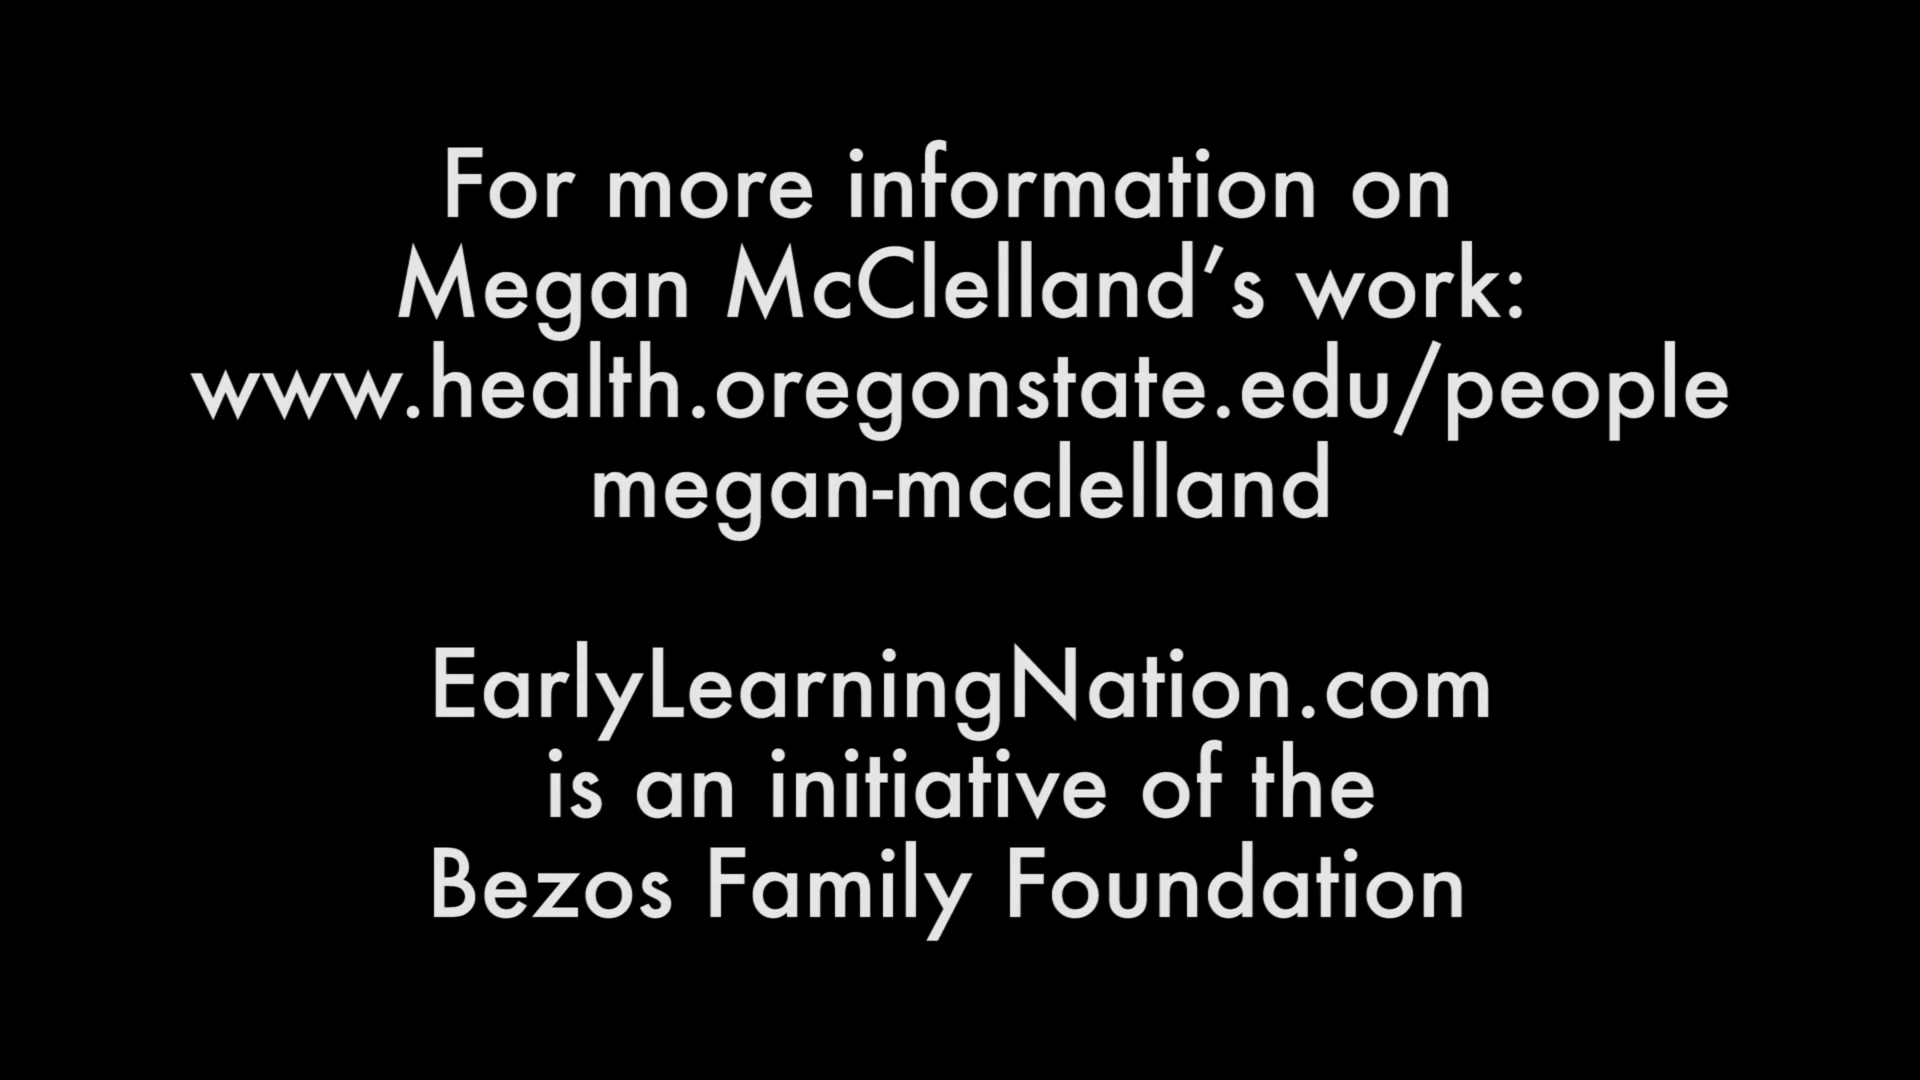 For more information on
Megan McClelland’s work:
www.health.oregonstate.edu/people
megan-mcclelland
EarlyLearningNation.com
is an initiative of the
Bezos Family Foundation